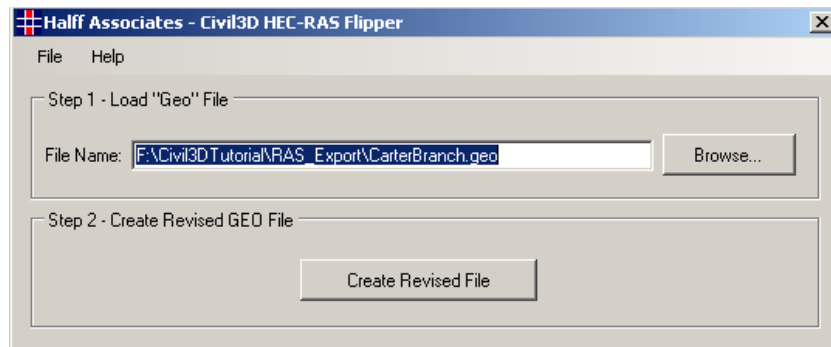 Halff Associates - Civil3D HEC-RAS Flipper
File Help
Step 1 - Load "Geo" File
File Name: F:\Civil3DTutorial\RAS_Export\CarterBranch.geo Browse...
Step 2 - Create Revised GEO File
Create Revised File